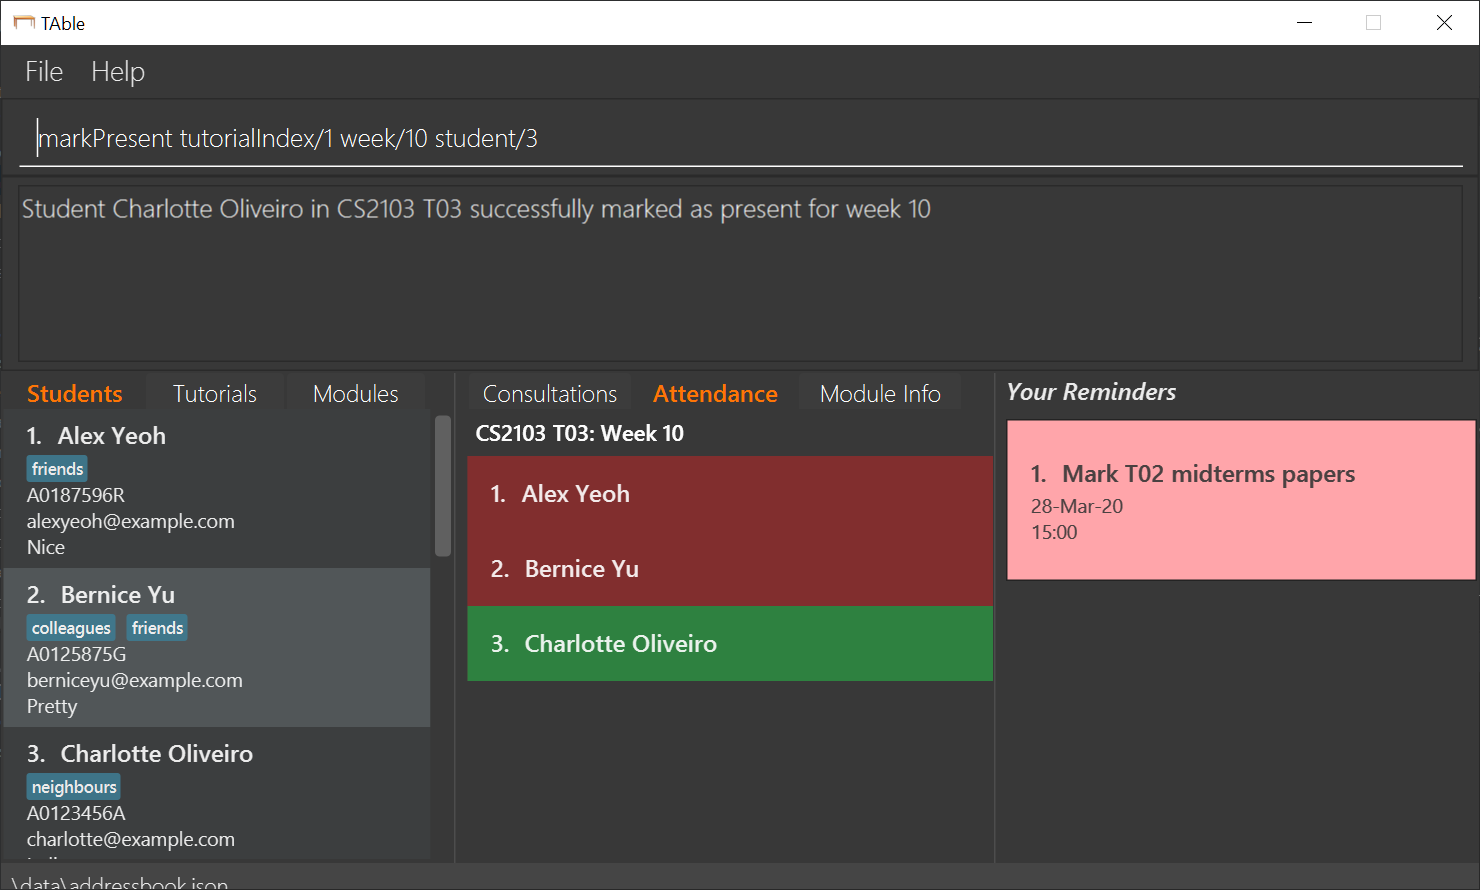 TAble
File Help
markPresent tutorialIndex/1 week/10 student/3
Student Charlotte Oliveiro in CS2103 T03 successfully marked as present for week 10
Students Tutorials Modules
1. Alex Yeoh
friends
A0187596R
alexyeoh@example.com
Nice
2. Bernice Yu
colleagues friends
A0125875G
berniceyu@example.com
Pretty
3. Charlotte Oliveiro
neighbours
A0123456A
charlotte@example.com
Consultations Attendance Module Info
CS2103 T03: Week 10
1. Alex Yeoh
2. Bernice Yu
3. Charlotte Oliveiro
Your Reminders
1. Mark T02 midterms papers
28-Mar-20
15:00
\data\addressbook.json